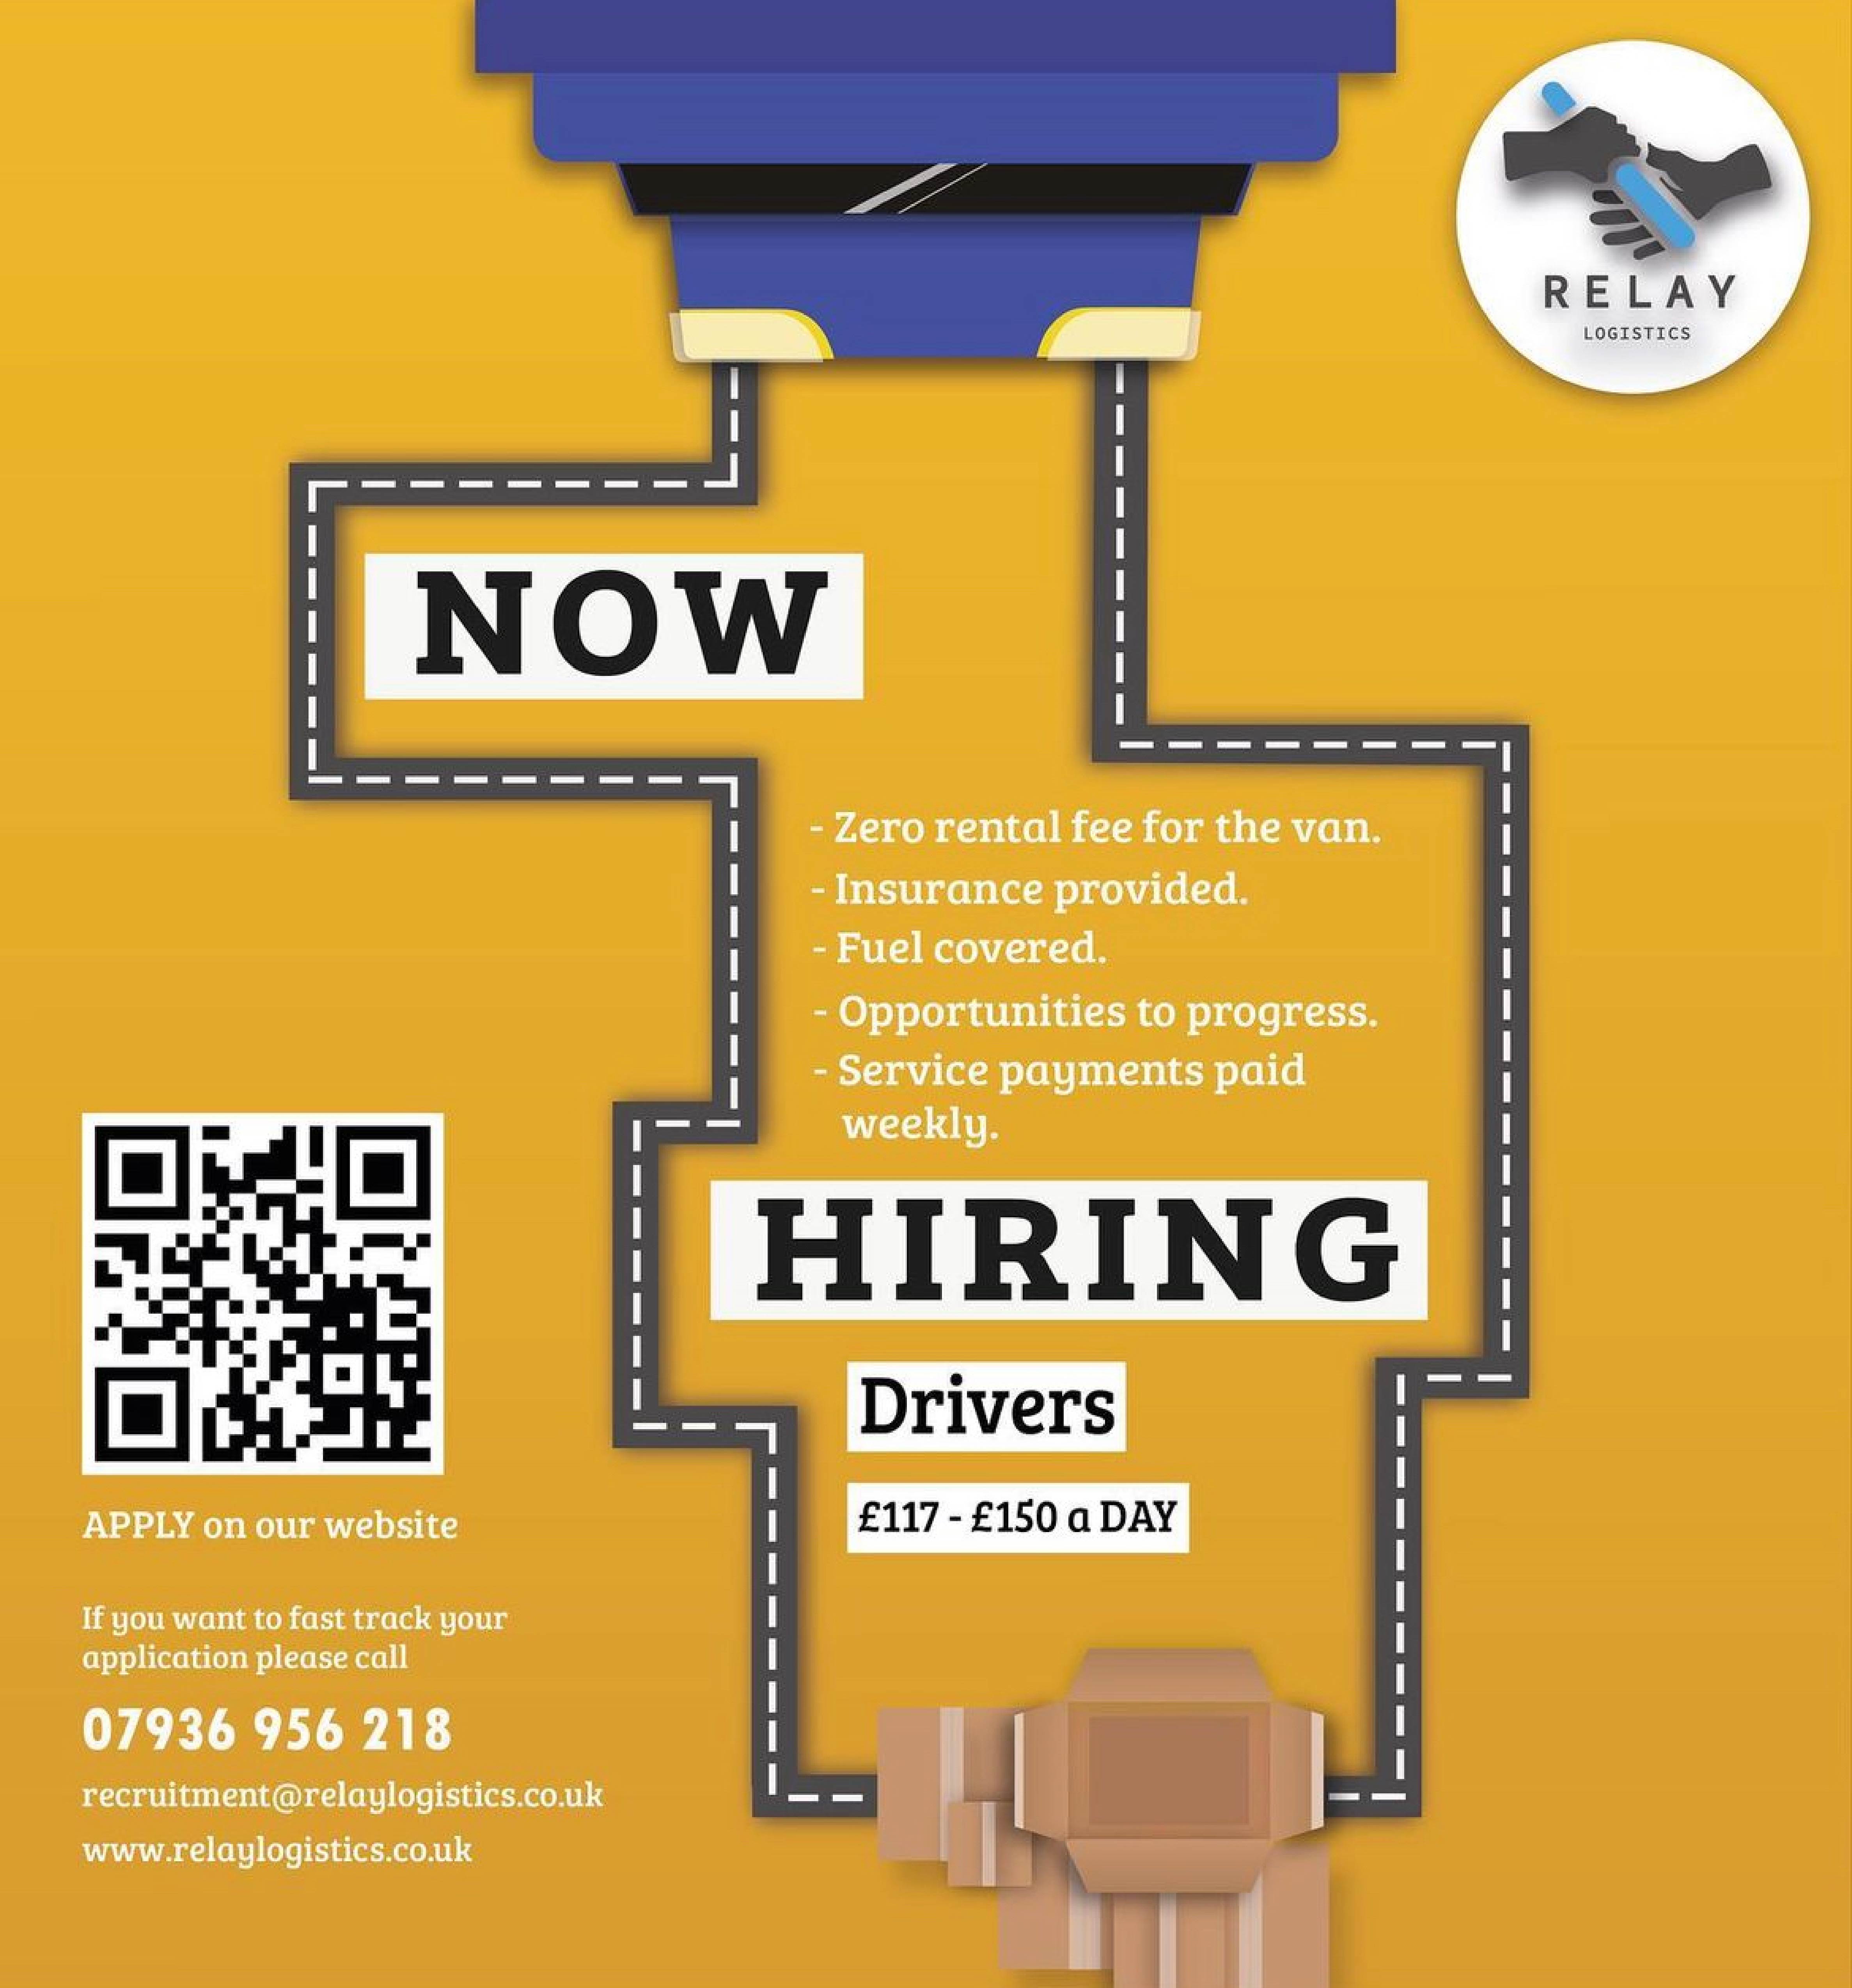 RELAY
LOGISTICS
NOW
- Zero rental fee for the van.
- Insurance provided.
- Fuel covered.
- Opportunities to progress.
- Service payments paid
weekly.
HIRING
Drivers
£117 - £150 a DAY
APPLY on our website
If you want to fast track your
application please call
07936 956 218
recruitment@relaylogistics.co.uk
www.relaylogistics.co.uk